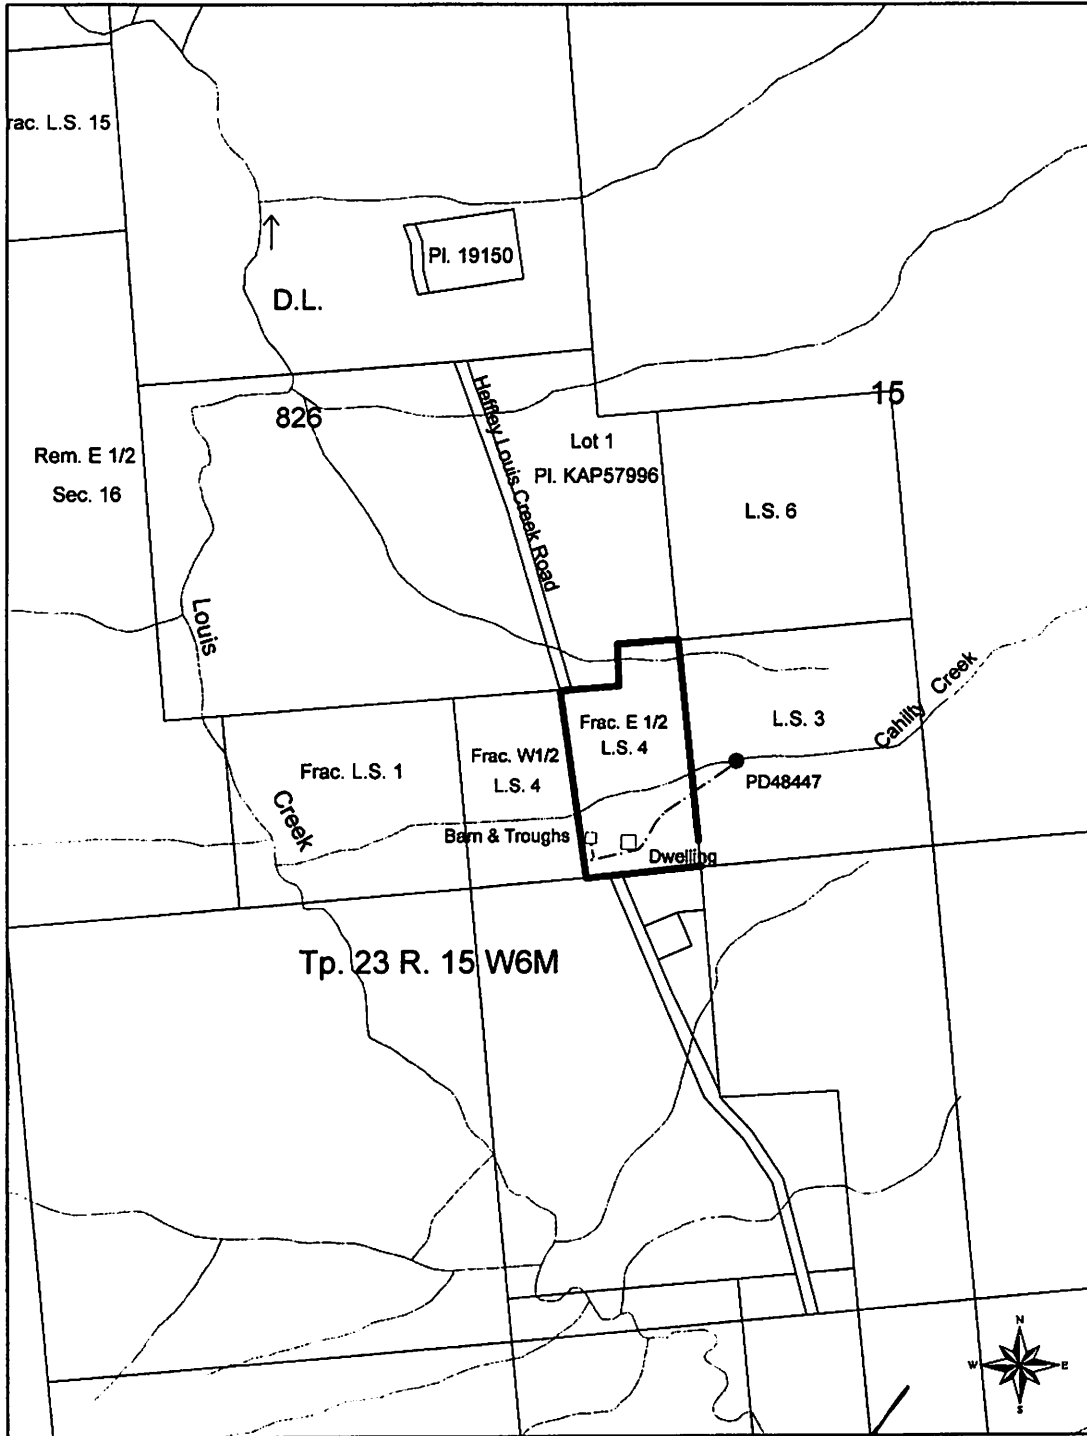 rac. L.S. 15
Pl. 19150
D.L.
Heffley Louis Creek Road
15
826
Lot 1
Pl. KAP57996
Rem. E 1/2
Sec. 16
L.S. 6
Louis
Creek
Cahilty Creek
L.S. 3
Frac. E 1/2
L.S. 4
Frac. W1/2
L.S. 4
Frac. L.S. 1
PD48447
Barn & Troughs
Dwelling
Tp. 23 R. 15 W6M
N
W
E
S